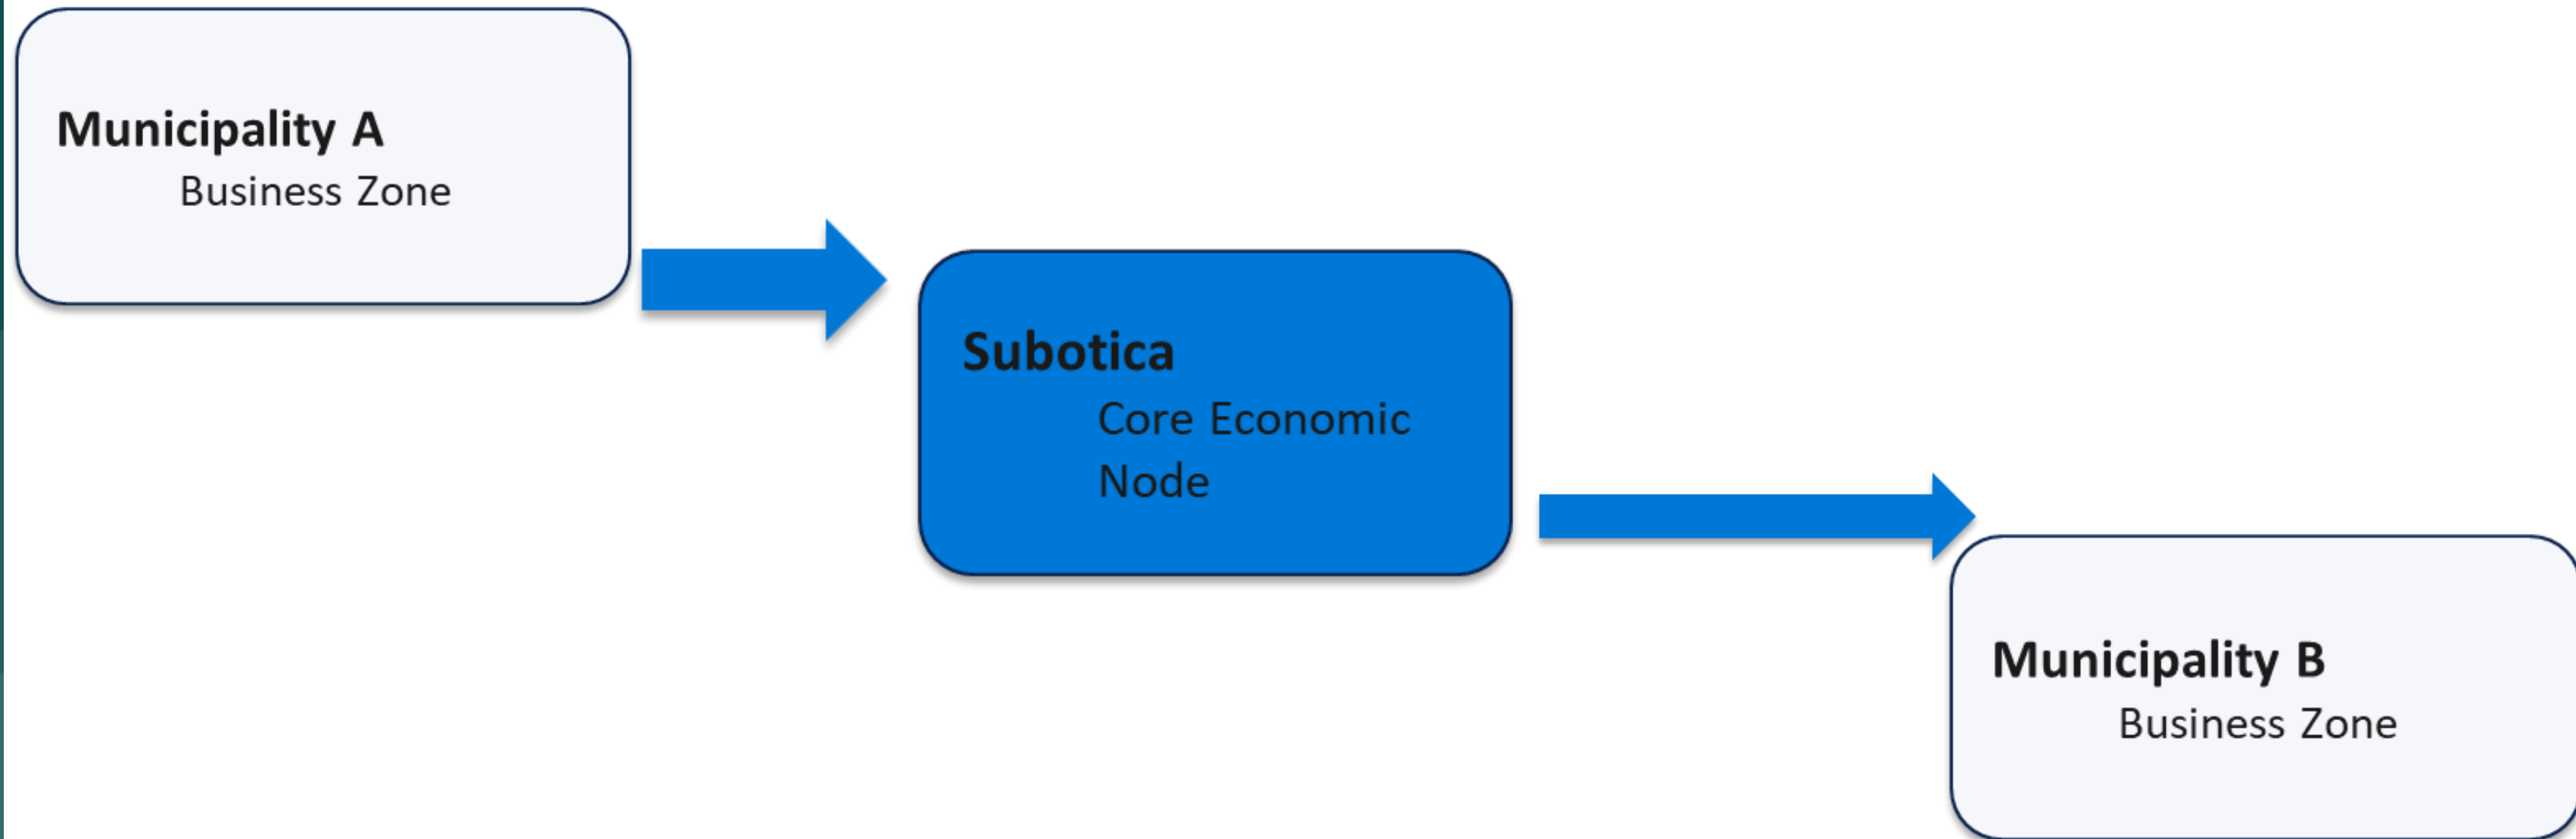 Municipality A
Business Zone
Subotica
Core Economic
Node
Municipality B
Business Zone